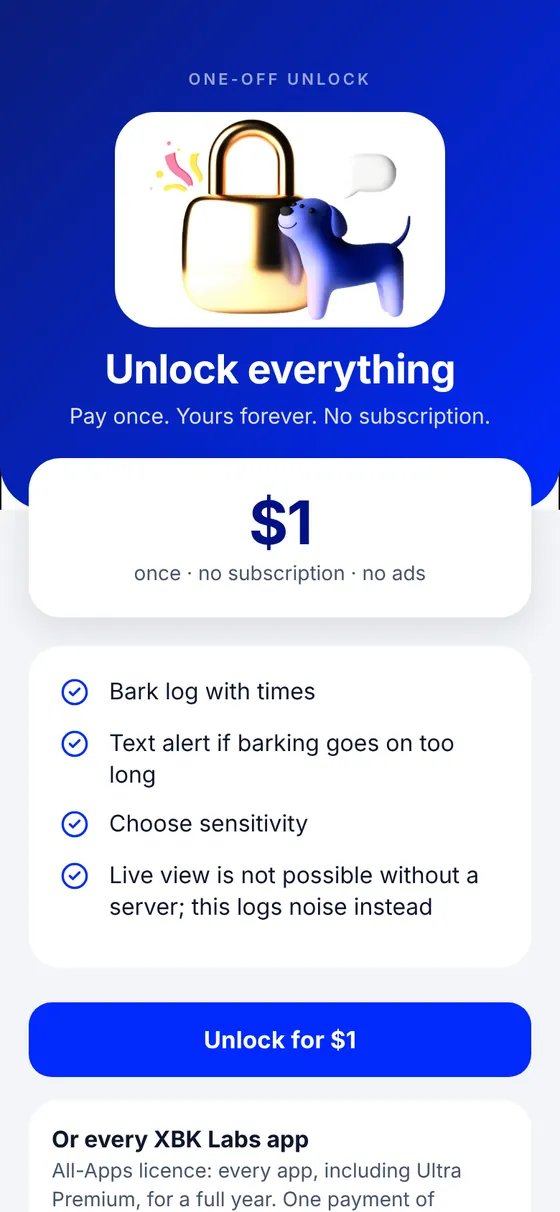 ONE-OFF UNLOCK
Unlock everything
Pay once. Yours forever. No subscription.
$1
once · no subscription · no ads
Bark log with times
Text alert if barking goes on too
long
Choose sensitivity
Live view is not possible without a
server; this logs noise instead
Unlock for $1
Or every XBK Labs app
All-Apps licence: every app, including Ultra
Premium, for a full year. One payment of